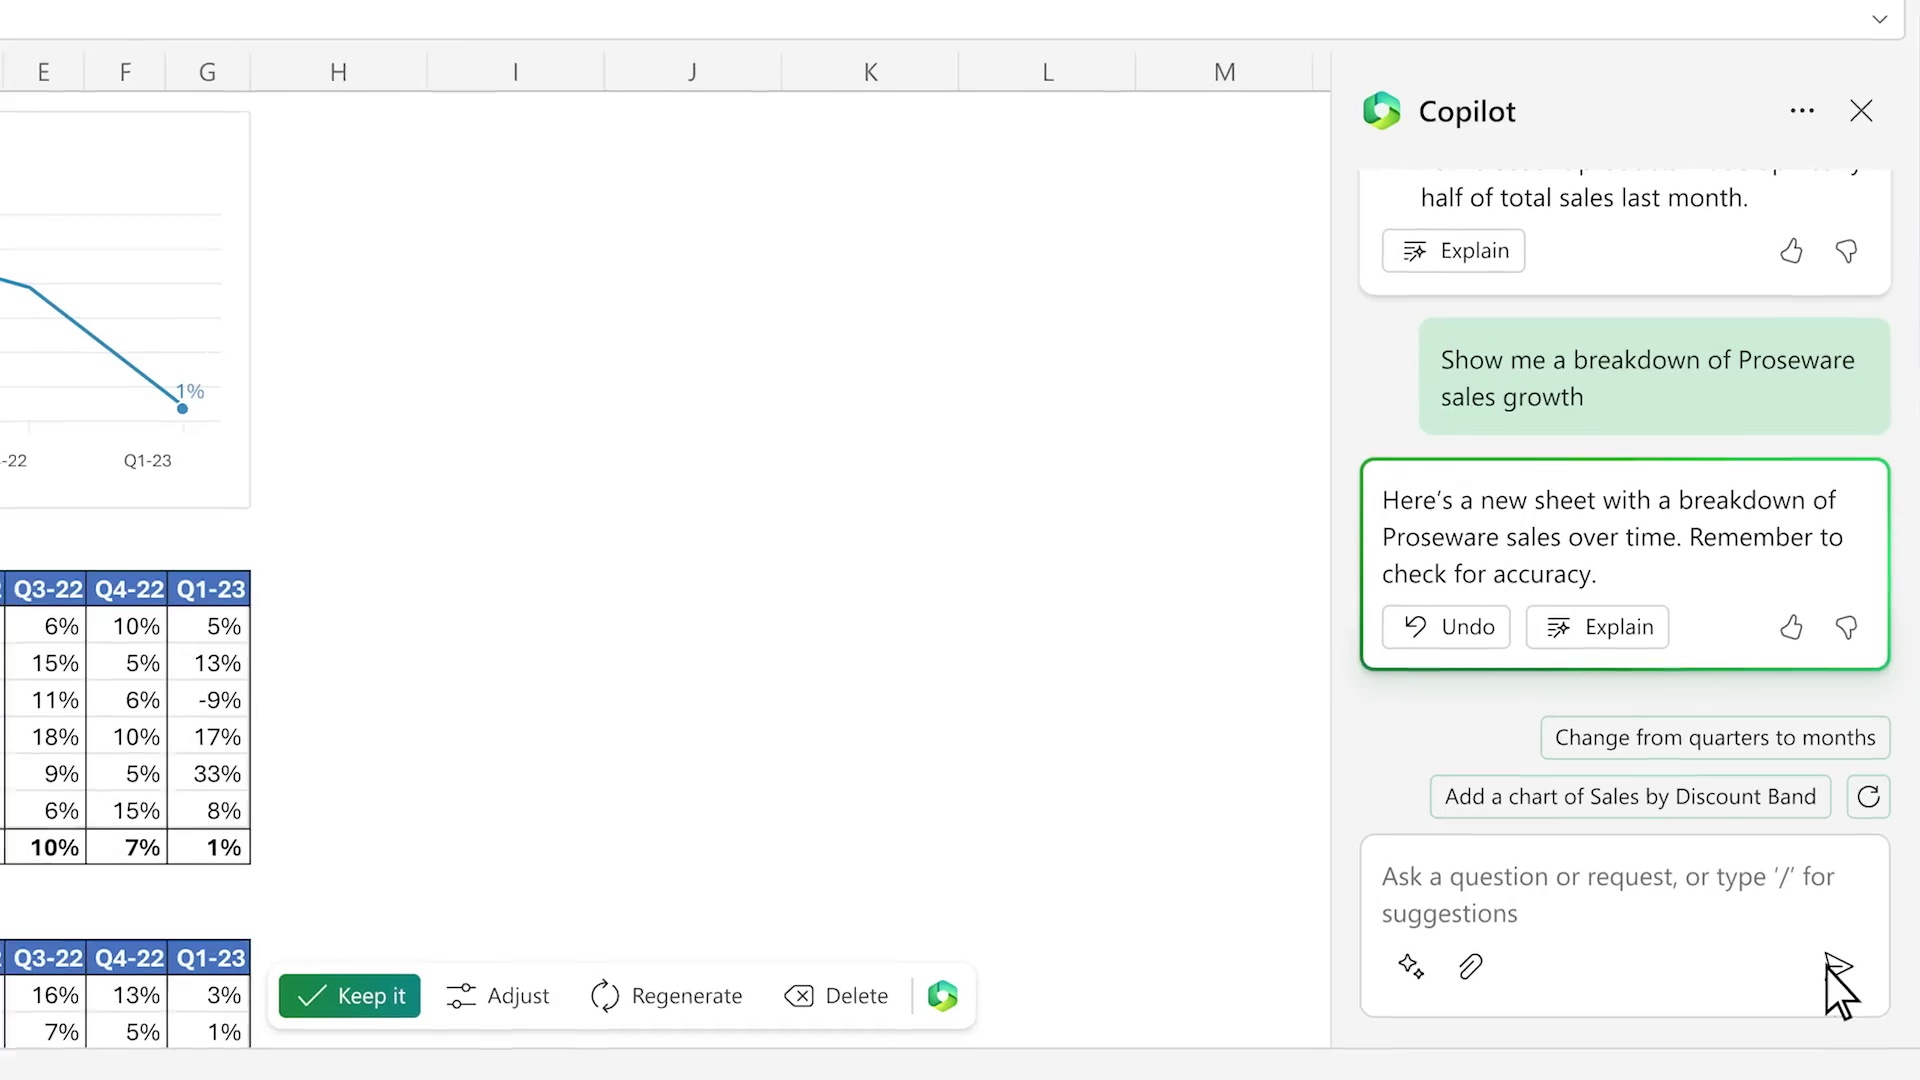 E F G H I J K L M
1%
-22 Q1-23
Q3-22 Q4-22 Q1-23
6% 10% 5%
15% 5% 13%
11% 6% -9%
18% 10% 17%
9% 5% 33%
6% 15% 8%
10% 7% 1%
Q3-22 Q4-22 Q1-23
16% 13% 3%
7% 5% 1%
Keep it Adjust Regenerate Delete
Copilot
half of total sales last month.
Explain
Show me a breakdown of Proseware
sales growth
Here’s a new sheet with a breakdown of
Proseware sales over time. Remember to
check for accuracy.
Undo Explain
Change from quarters to months
Add a chart of Sales by Discount Band
Ask a question or request, or type ‘/’ for
suggestions